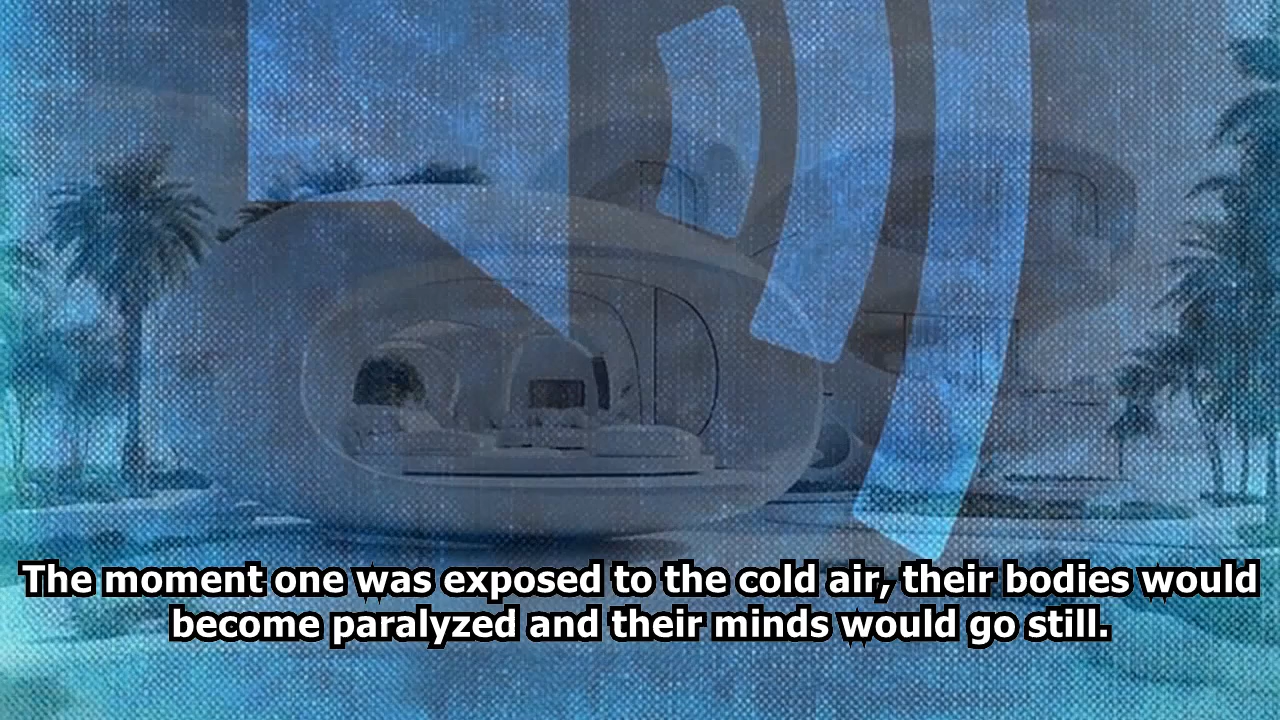 The moment one was exposed to the cold air, their bodies would
become paralyzed and their minds would go still.